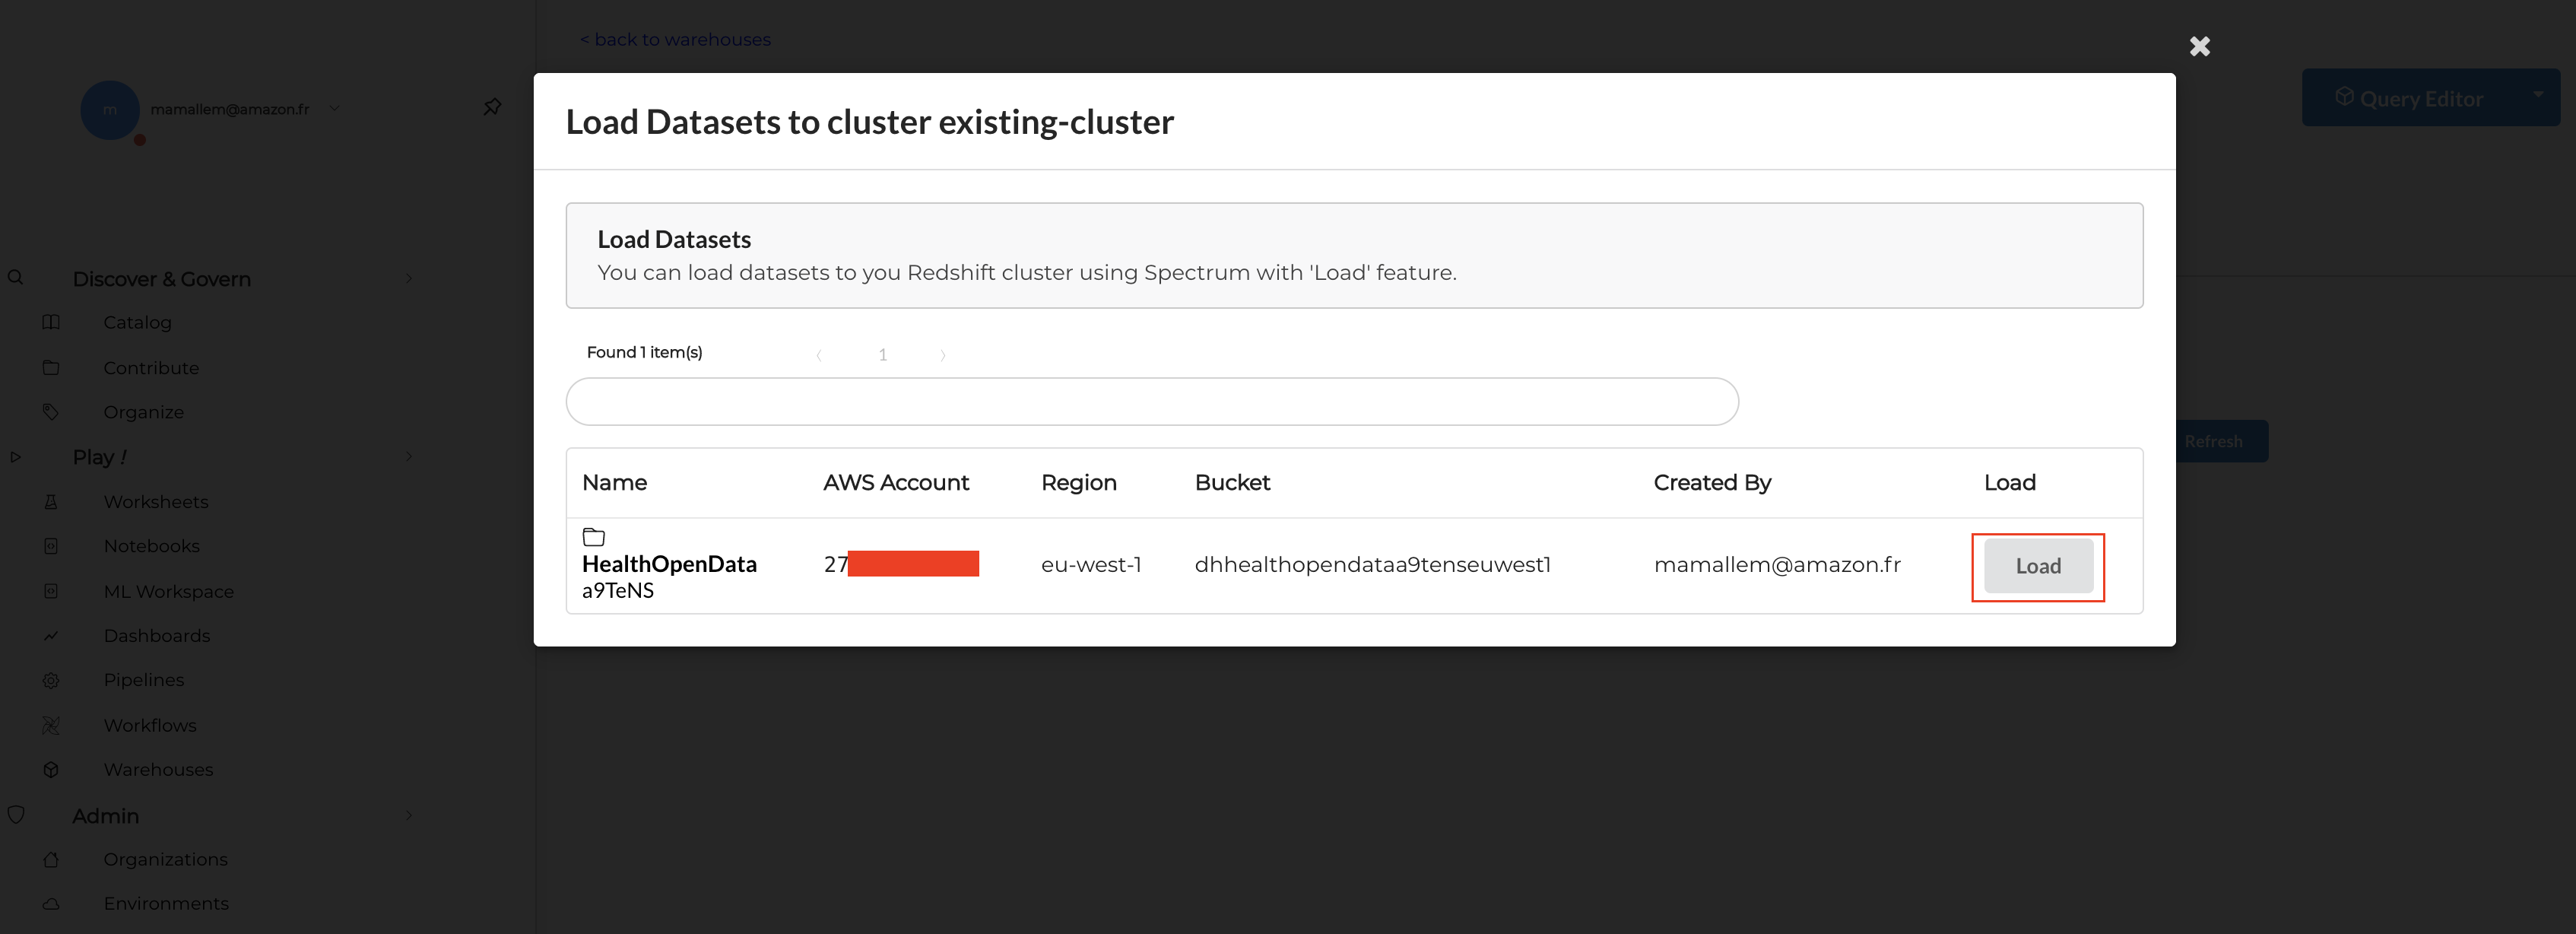 < back to warehouses
m
mamallem@amazon.fr
Query Editor
Load Datasets to cluster existing-cluster
Load Datasets
You can load datasets to you Redshift cluster using Spectrum with 'Load' feature.
Found 1 item(s)
1
Refresh
Name AWS Account Region Bucket Created By Load
HealthOpenData
a9TeNS
27
eu-west-1
dhhealthopendataa9tenseuwest1
mamallem@amazon.fr
Load
Discover & Govern
Catalog
Contribute
Organize
Play !
Worksheets
Notebooks
ML Workspace
Dashboards
Pipelines
Workflows
Warehouses
Admin
Organizations
Environments